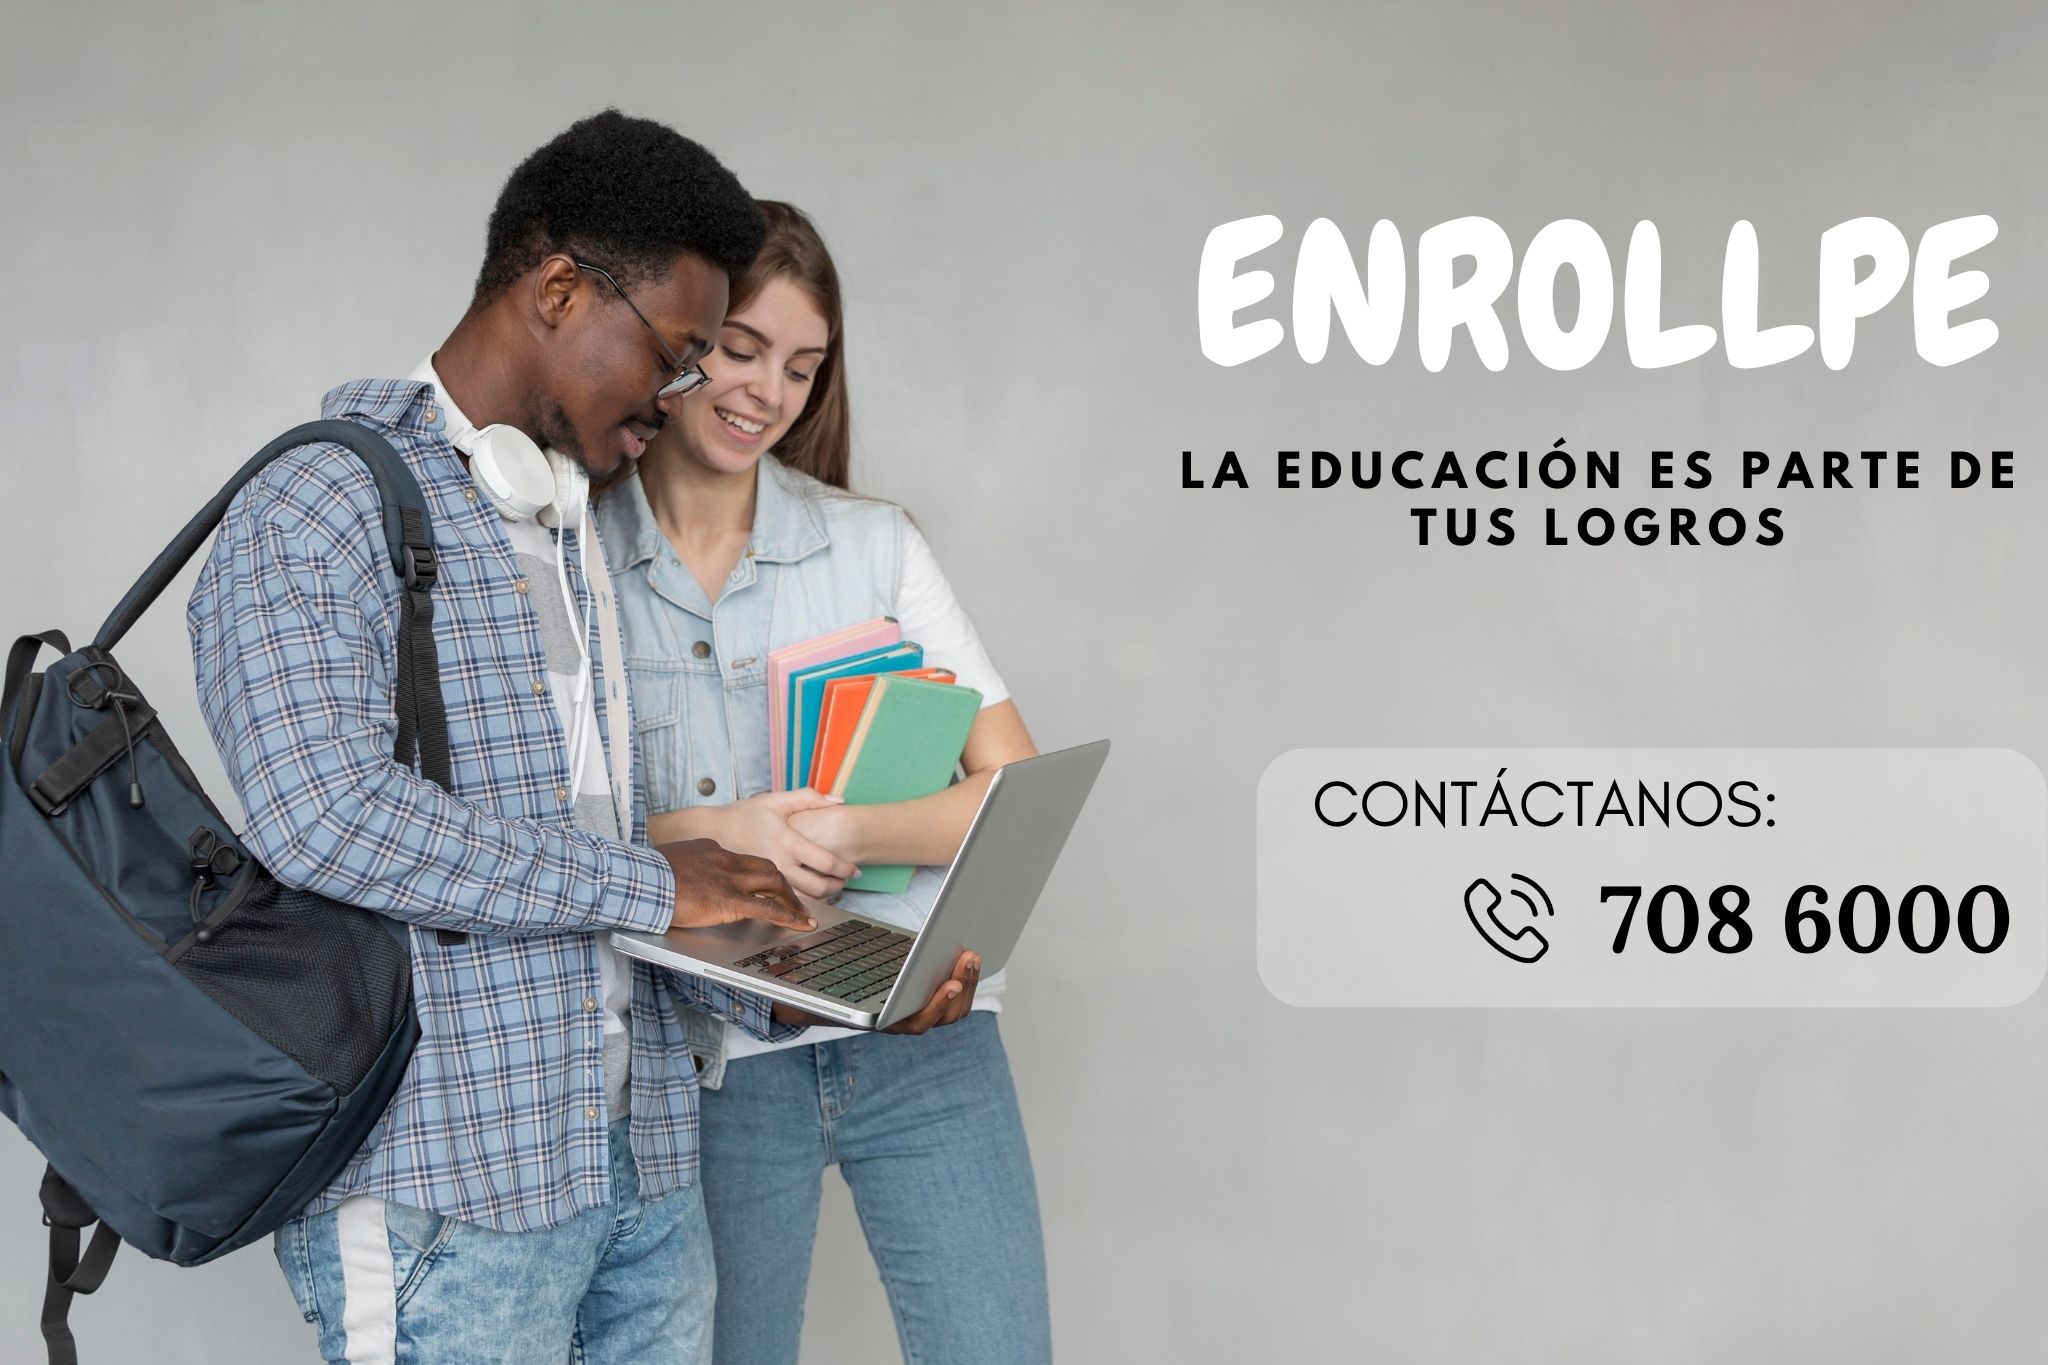 ENROLLPE
LA EDUCACIÓN ES PARTE DE
TUS LOGROS
CONTÁCTANOS:
708 6000